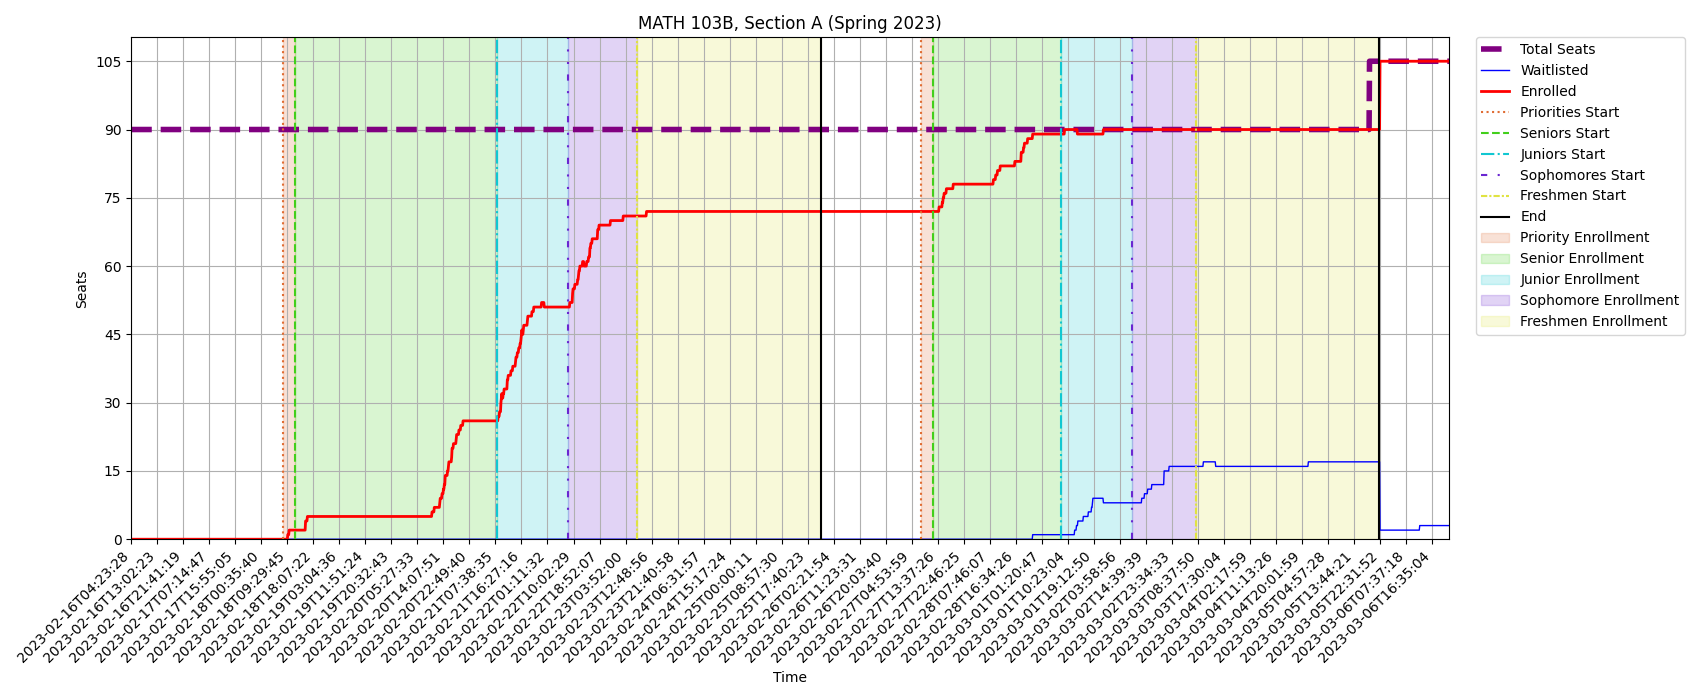 MATH 103B, Section A (Spring 2023)
Seats
105
90
75
60
45
30
15
0
2023-02-16T04:23:28
2023-02-16T13:02:23
2023-02-16T21:41:19
2023-02-17T07:14:47
2023-02-17T15:55:05
2023-02-18T00:35:40
2023-02-18T09:29:45
2023-02-18T18:07:22
2023-02-19T03:04:36
2023-02-19T11:51:24
2023-02-19T20:32:43
2023-02-20T05:27:33
2023-02-20T14:07:51
2023-02-20T22:49:40
2023-02-21T07:38:35
2023-02-21T16:27:16
2023-02-22T01:11:32
2023-02-22T10:02:29
2023-02-22T18:52:07
2023-02-23T03:52:00
2023-02-23T12:48:56
2023-02-23T21:40:58
2023-02-24T06:31:57
2023-02-24T15:17:24
2023-02-25T00:00:11
2023-02-25T08:57:30
2023-02-25T17:40:23
2023-02-26T02:21:54
2023-02-26T11:23:31
2023-02-26T20:03:40
2023-02-27T04:53:59
2023-02-27T13:37:26
2023-02-27T22:46:25
2023-02-28T07:46:07
2023-02-28T16:34:26
2023-03-01T01:20:47
2023-03-01T10:23:04
2023-03-01T19:12:50
2023-03-02T03:58:56
2023-03-02T14:39:39
2023-03-02T23:34:33
2023-03-03T08:37:50
2023-03-03T17:30:04
2023-03-04T02:17:59
2023-03-04T11:13:26
2023-03-04T20:01:59
2023-03-05T04:57:28
2023-03-05T13:44:21
2023-03-05T22:31:52
2023-03-06T07:37:18
2023-03-06T16:35:04
Time
Total Seats
Waitlisted
Enrolled
Priorities Start
Seniors Start
Juniors Start
Sophomores Start
Freshmen Start
End
Priority Enrollment
Senior Enrollment
Junior Enrollment
Sophomore Enrollment
Freshmen Enrollment